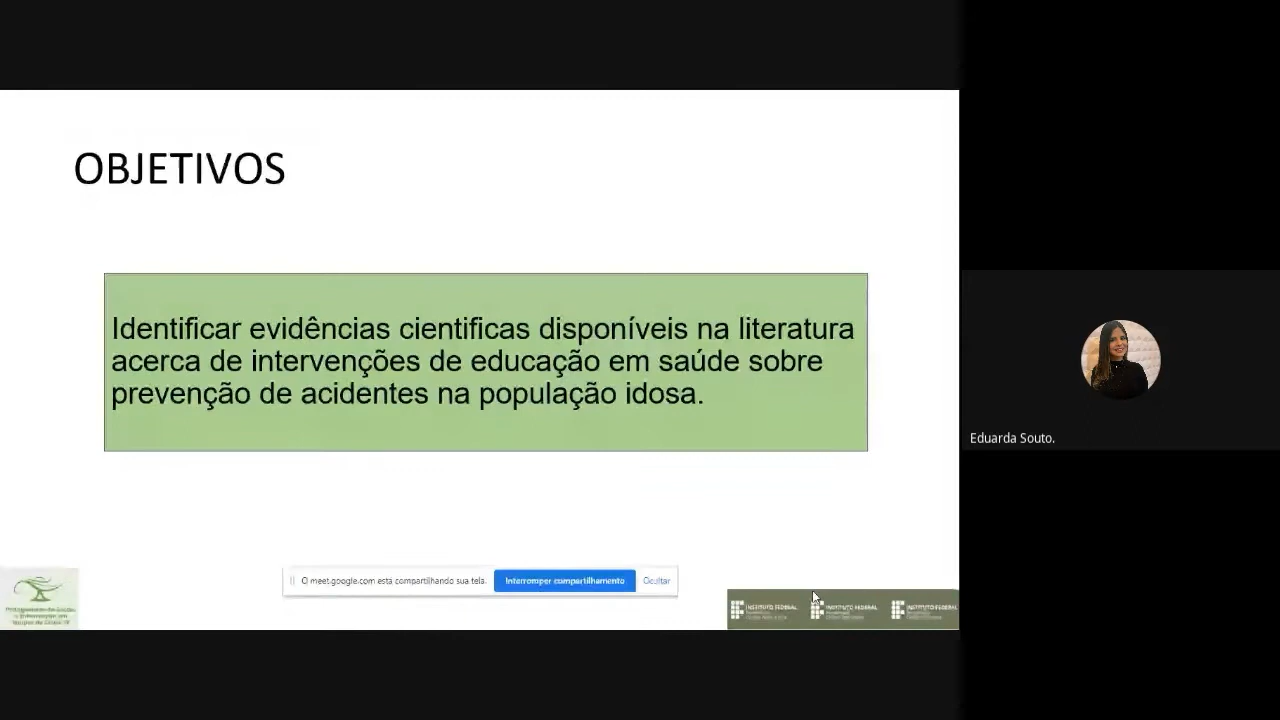 OBJETIVOS
Identificar evidências cientificas disponíveis na literatura
acerca de intervenções de educação em saúde sobre
prevenção de acidentes na população idosa.
Eduarda Souto.
O meet.google.com está compartilhando sua tela.
Interromper compartilhamento
Ocultar
INSTITUTO FEDERAL
INSTITUTO FEDERAL
INSTITUTO FEDERAL